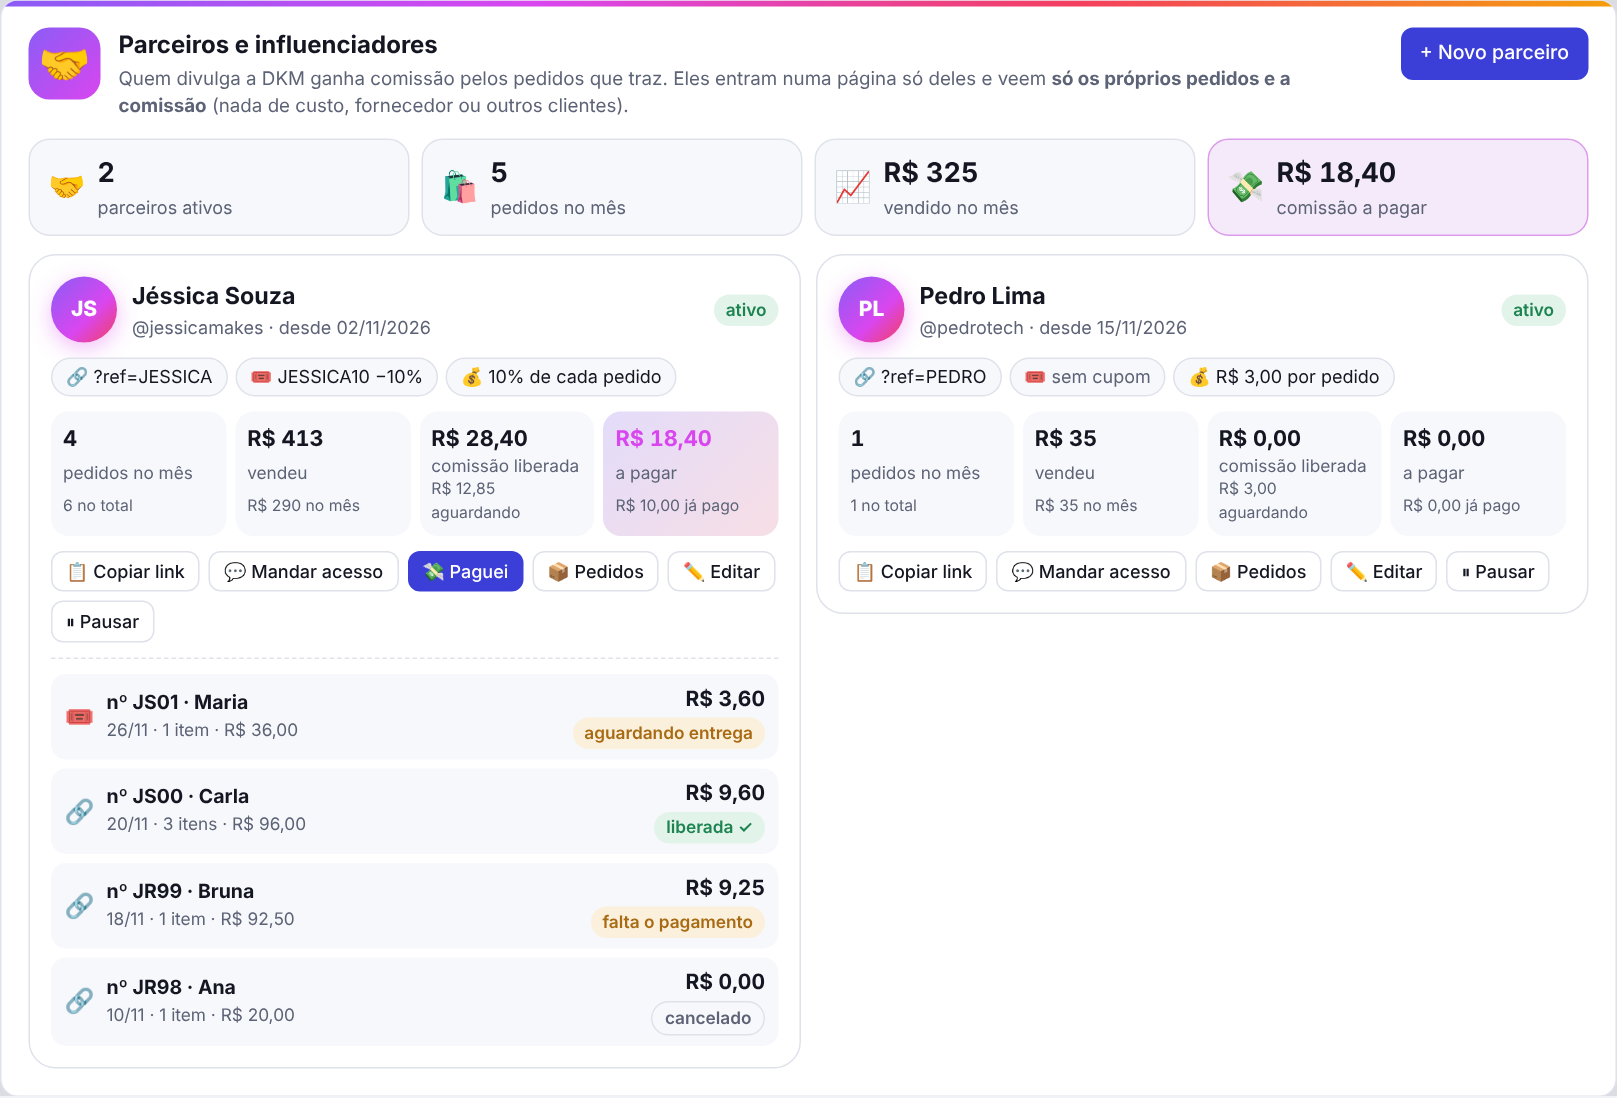 Parceiros e influenciadores
Quem divulga a DKM ganha comissão pelos pedidos que traz. Eles entram numa página só deles e veem só os próprios pedidos e a
comissão (nada de custo, fornecedor ou outros clientes).
+ Novo parceiro
2
parceiros ativos
5
pedidos no mês
R$ 325
vendido no mês
R$ 18,40
comissão a pagar
JS
Jéssica Souza
@jessicamakes · desde 02/11/2026
ativo
?ref=JESSICA
JESSICA10 −10%
10% de cada pedido
4
pedidos no mês
6 no total
R$ 413
vendeu
R$ 290 no mês
R$ 28,40
comissão liberada
R$ 12,85
aguardando
R$ 18,40
a pagar
R$ 10,00 já pago
Copiar link
Mandar acesso
Paguei
Pedidos
Editar
Pausar
nº JS01 · Maria
26/11 · 1 item · R$ 36,00
R$ 3,60
aguardando entrega
nº JS00 · Carla
20/11 · 3 itens · R$ 96,00
R$ 9,60
liberada ✓
nº JR99 · Bruna
18/11 · 1 item · R$ 92,50
R$ 9,25
falta o pagamento
nº JR98 · Ana
10/11 · 1 item · R$ 20,00
R$ 0,00
cancelado
PL
Pedro Lima
@pedrotech · desde 15/11/2026
ativo
?ref=PEDRO
sem cupom
R$ 3,00 por pedido
1
pedidos no mês
1 no total
R$ 35
vendeu
R$ 35 no mês
R$ 0,00
comissão liberada
R$ 3,00
aguardando
R$ 0,00
a pagar
R$ 0,00 já pago
Copiar link
Mandar acesso
Pedidos
Editar
Pausar